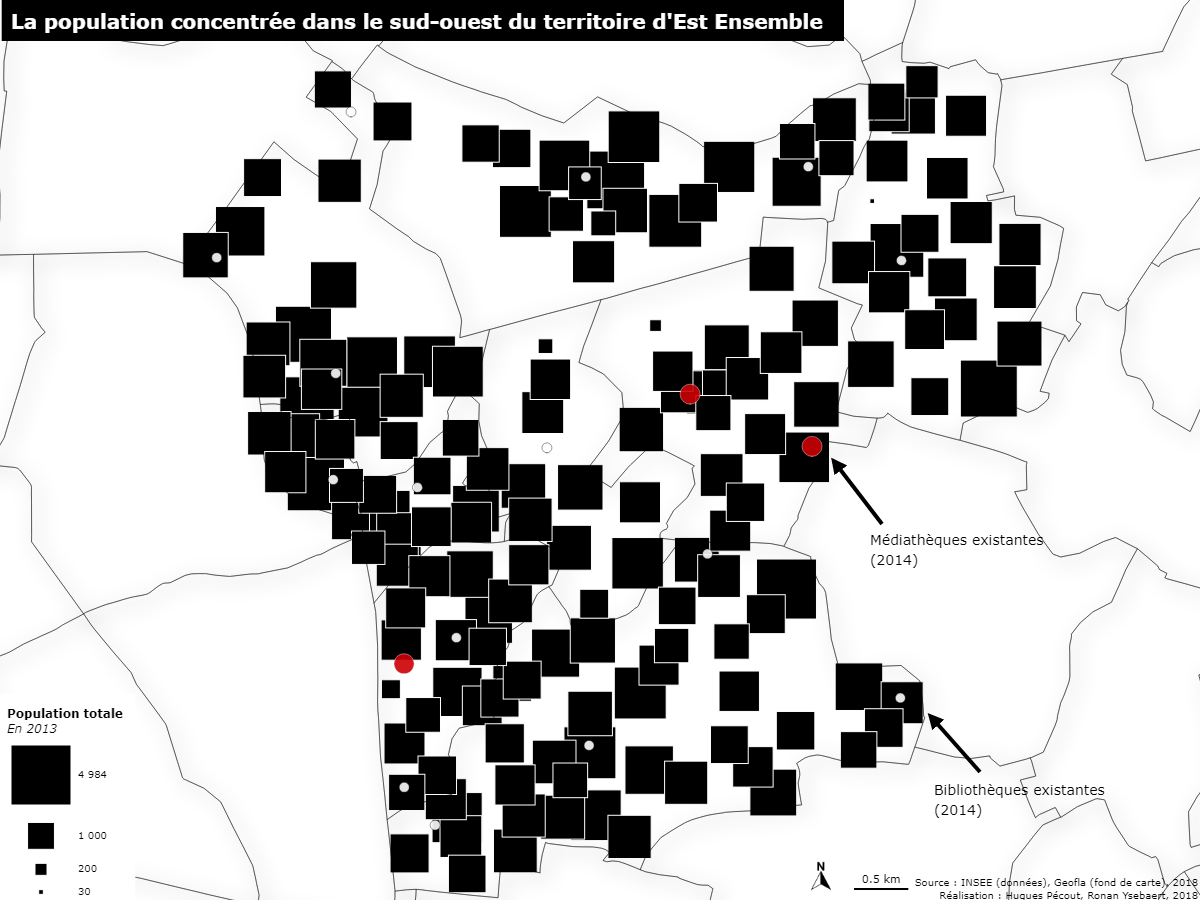 La population concentrée dans le sud-ouest du territoire d'Est Ensemble
Médiathèques existantes
(2014)
Population totale
En 2013
4 984
1 000
200
30
Bibliothèques existantes
(2014)
N
0.5 km
Source : INSEE (données), Geofla (fond de carte), 2018
Réalisation : Hugues Pécout, Ronan Ysebaert, 2018